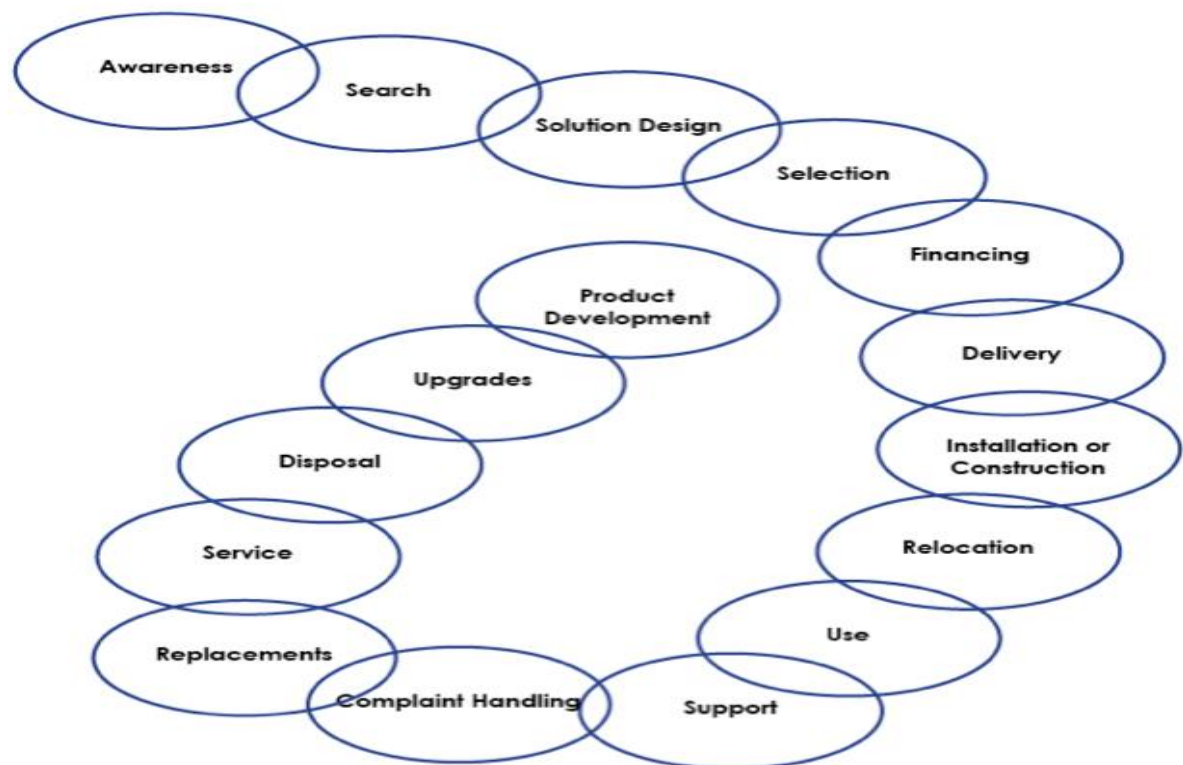 Awareness
Search
Solution Design
Selection
Financing
Delivery
Installation or
Construction
Relocation
Use
Support
Complaint Handling
Replacements
Service
Disposal
Upgrades
Product
Development